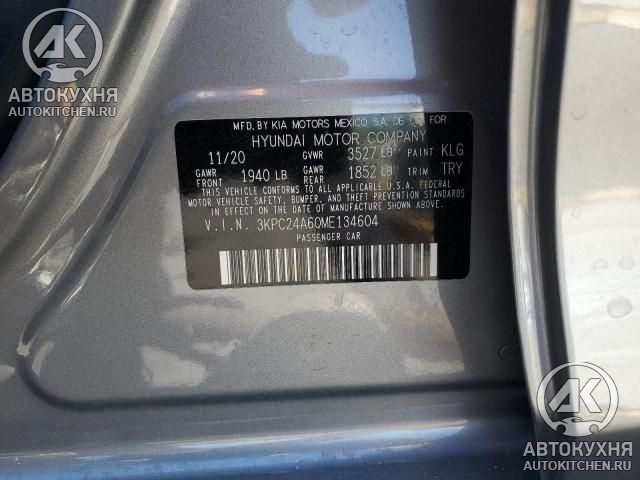 AK
АВТОКУХНЯ
AUTOKITCHEN.RU
MFD. BY KIA MOTORS MEXICO S.A. DE C.V. FOR
HYUNDAI MOTOR COMPANY
11/20 GVWR 3527 LB PAINT KLG
GAWR FRONT 1940 LB GAWR REAR 1852 LB TRIM TRY
THIS VEHICLE CONFORMS TO ALL APPLICABLE U.S.A. FEDERAL
MOTOR VEHICLE SAFETY, BUMPER, AND THEFT PREVENTION STANDARDS
IN EFFECT ON THE DATE OF MANUFACTURE SHOWN ABOVE.
V.I.N. 3KPC24A60ME134604
PASSENGER CAR
AK
АВТОКУХНЯ
AUTOKITCHEN.RU